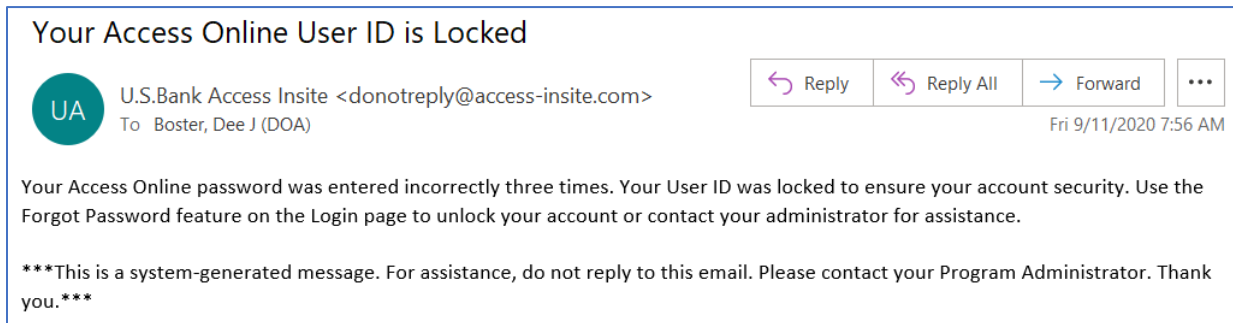 Your Access Online User ID is Locked
UA
U.S.Bank Access Insite <donotreply@access-insite.com>
To Boster, Dee J (DOA)
Reply
Reply All
Forward
Fri 9/11/2020 7:56 AM
Your Access Online password was entered incorrectly three times. Your User ID was locked to ensure your account security. Use the
Forgot Password feature on the Login page to unlock your account or contact your administrator for assistance.
***This is a system-generated message. For assistance, do not reply to this email. Please contact your Program Administrator. Thank
you.***